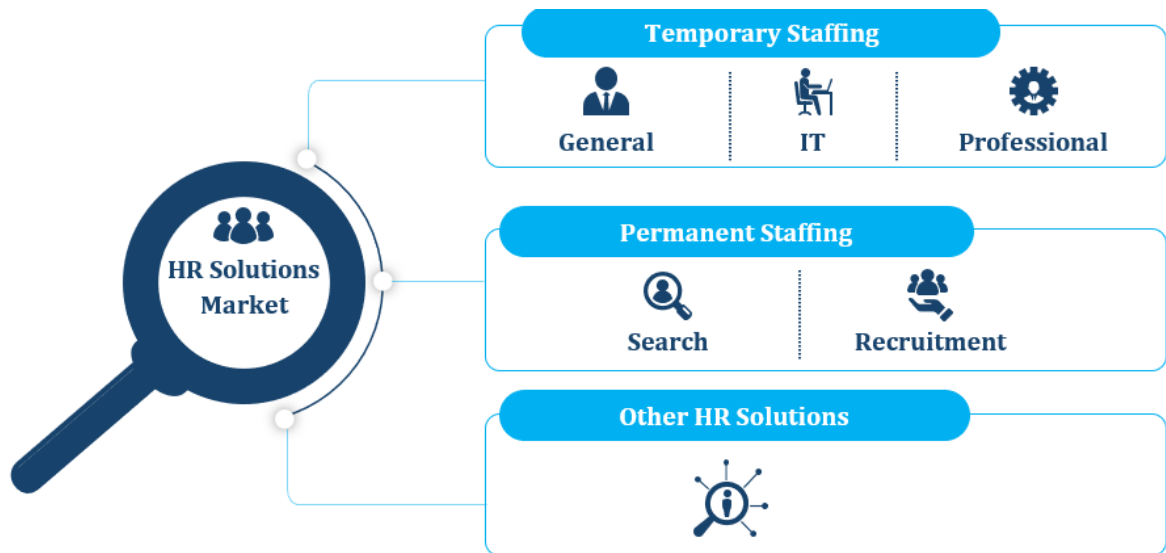 Temporary Staffing
General
IT
Professional
HR Solutions
Market
Permanent Staffing
Search
Recruitment
Other HR Solutions